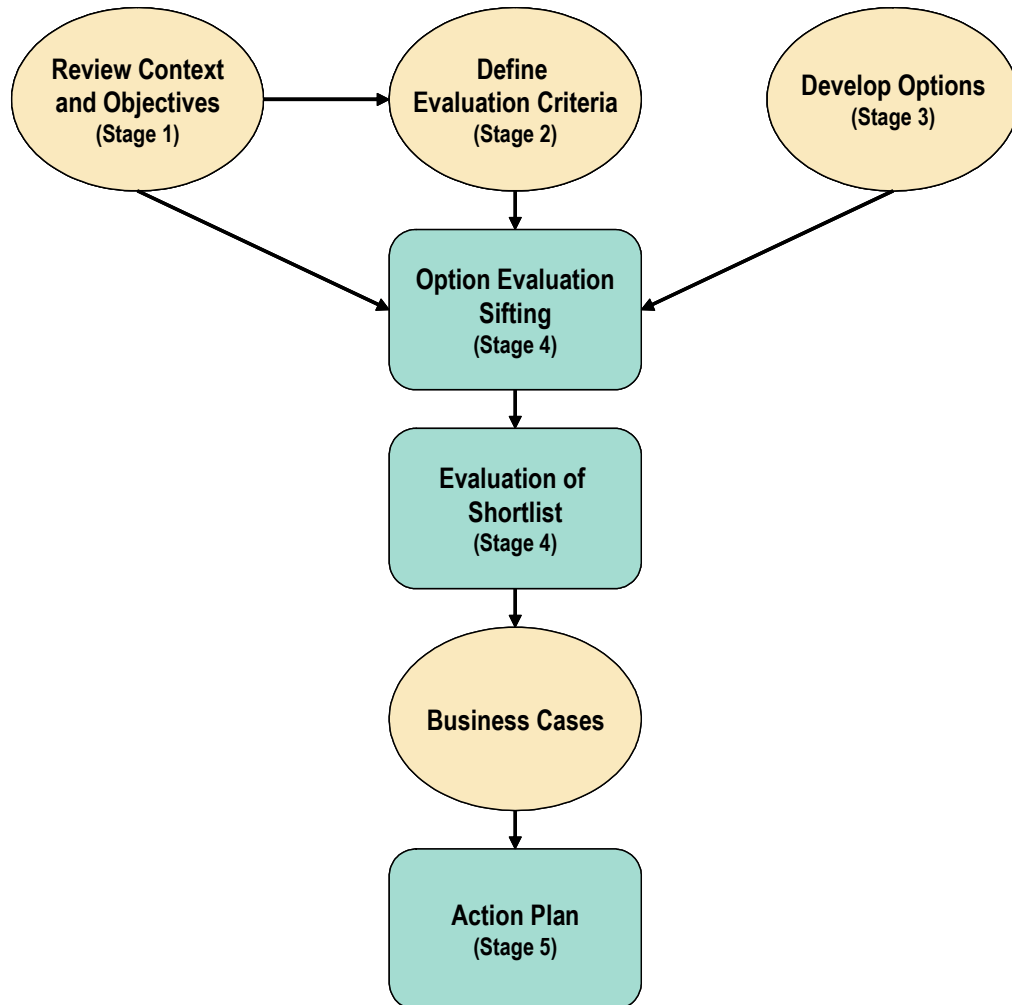 Review Context
and Objectives
(Stage 1)
Define
Evaluation Criteria
(Stage 2)
Develop Options
(Stage 3)
Option Evaluation
Sifting
(Stage 4)
Evaluation of
Shortlist
(Stage 4)
Business Cases
Action Plan
(Stage 5)